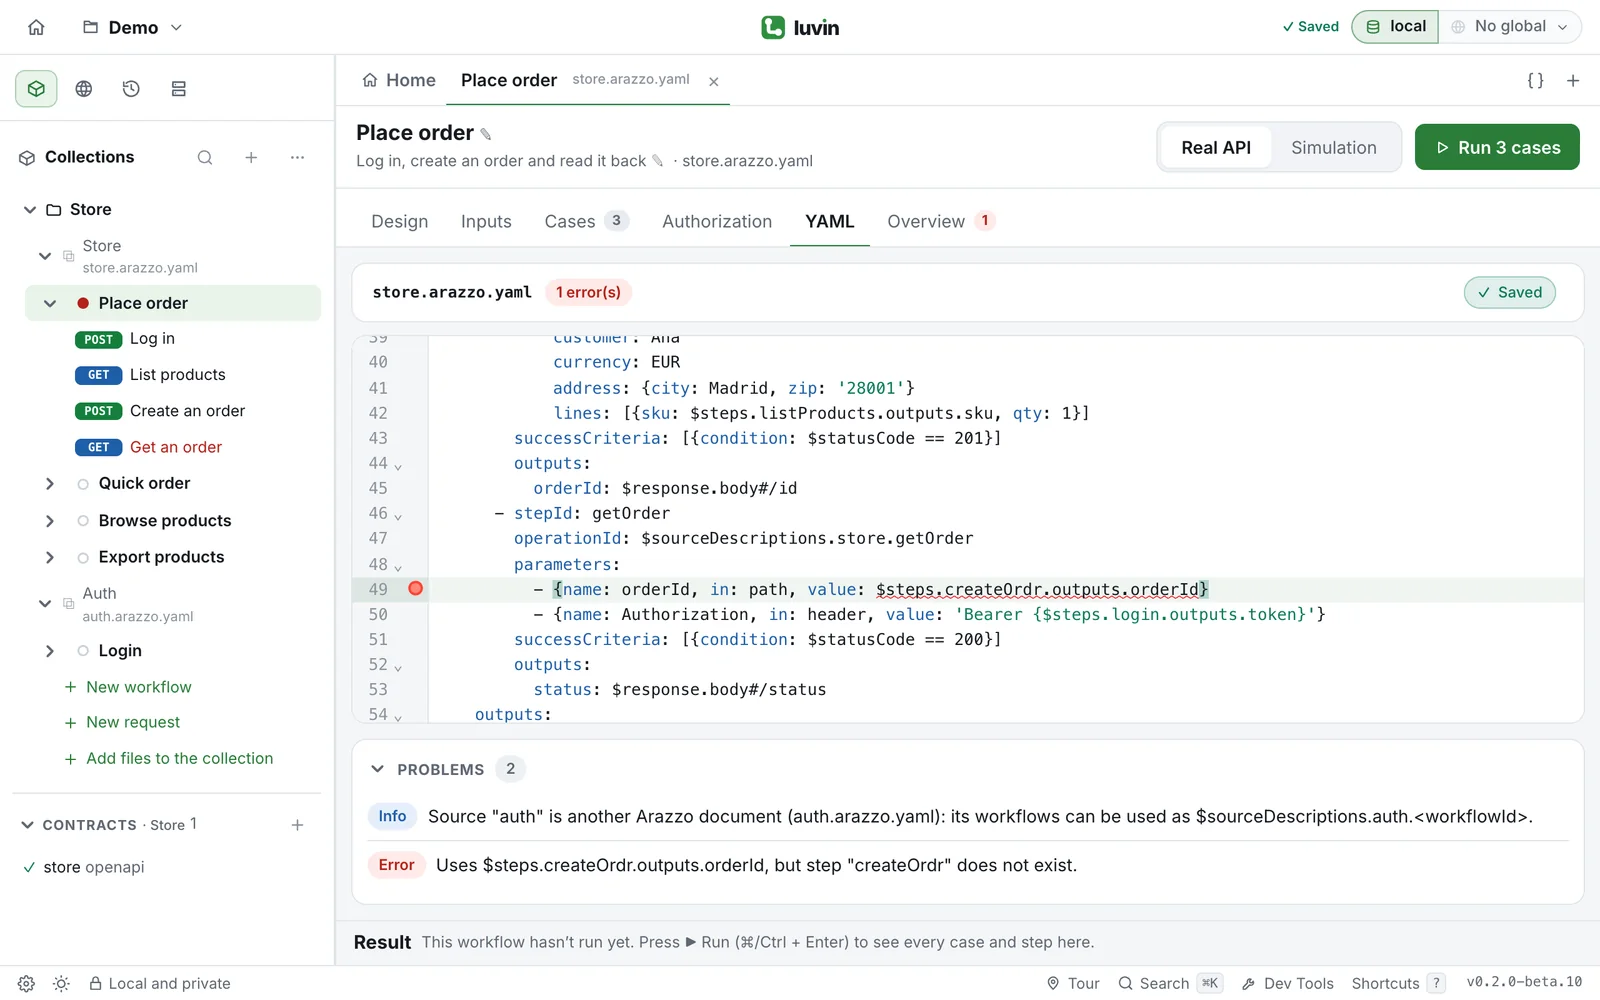 Demo
luvin
Saved
local
No global
Home
Place order store.arazzo.yaml
Collections
Store
Store
store.arazzo.yaml
Place order
POST Log in
GET List products
POST Create an order
GET Get an order
Quick order
Browse products
Export products
Auth
auth.arazzo.yaml
Login
+ New workflow
+ New request
+ Add files to the collection
CONTRACTS · Store 1
store openapi
Place order
Log in, create an order and read it back · store.arazzo.yaml
Real API
Simulation
Run 3 cases
Design
Inputs
Cases 3
Authorization
YAML
Overview 1
store.arazzo.yaml 1 error(s)
Saved
39 customer: Ana
40 currency: EUR
41 address: {city: Madrid, zip: '28001'}
42 lines: [{sku: $steps.listProducts.outputs.sku, qty: 1}]
43 successCriteria: [{condition: $statusCode == 201}]
44 outputs:
45 orderId: $response.body#/id
46 - stepId: getOrder
47 operationId: $sourceDescriptions.store.getOrder
48 parameters:
49 - {name: orderId, in: path, value: $steps.createOrdr.outputs.orderId}
50 - {name: Authorization, in: header, value: 'Bearer {$steps.login.outputs.token}'}
51 successCriteria: [{condition: $statusCode == 200}]
52 outputs:
53 status: $response.body#/status
54 outputs:
PROBLEMS 2
Info Source "auth" is another Arazzo document (auth.arazzo.yaml): its workflows can be used as $sourceDescriptions.auth.<workflowId>.
Error Uses $steps.createOrdr.outputs.orderId, but step "createOrdr" does not exist.
Result This workflow hasn’t run yet. Press ▶ Run (⌘/Ctrl + Enter) to see every case and step here.
Local and private
Tour
Search ⌘K
Dev Tools
Shortcuts ?
v0.2.0-beta.10